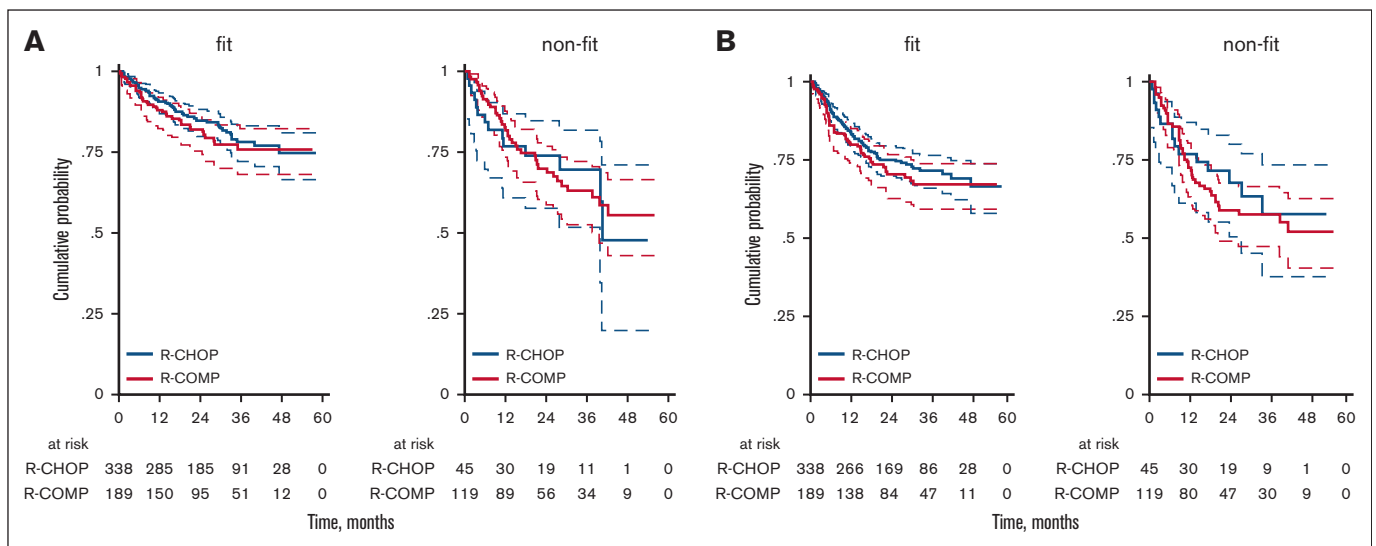 A
fit
non-fit
Cumulative probability
1
.75
.5
.25
0
R-CHOP
R-COMP
0 12 24 36 48 60
at risk
R-CHOP 338 285 185 91 28 0
R-COMP 189 150 95 51 12 0
1
.75
.5
.25
0
R-CHOP
R-COMP
0 12 24 36 48 60
at risk
R-CHOP 45 30 19 11 1 0
R-COMP 119 89 56 34 9 0
Time, months
B
fit
non-fit
Cumulative probability
1
.75
.5
.25
0
R-CHOP
R-COMP
0 12 24 36 48 60
at risk
R-CHOP 338 266 169 86 28 0
R-COMP 189 138 84 47 11 0
1
.75
.5
.25
0
R-CHOP
R-COMP
0 12 24 36 48 60
at risk
R-CHOP 45 30 19 9 1 0
R-COMP 119 80 47 30 9 0
Time, months